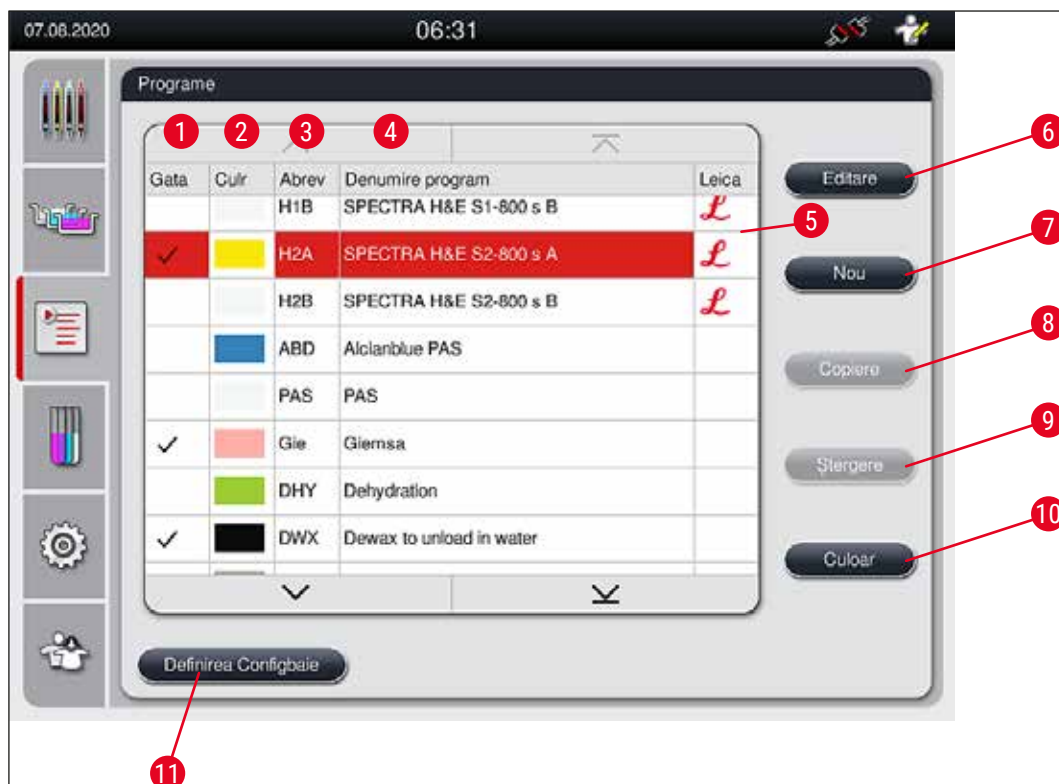 07.08.2020 06:31
Programe
1 2 3 4
Gata Culr Abrev Denumire program Leica
H1B SPECTRA H&E S1-800 s B
H2A SPECTRA H&E S2-800 s A
H2B SPECTRA H&E S2-800 s B
ABD Alcianblue PAS
PAS PAS
Gie Giemsa
DHY Dehydration
DWX Dewax to unload in water
5
Editare 6
Nou 7
Copiere 8
Ștergere 9
Culoar 10
Definirea Configbaie
11